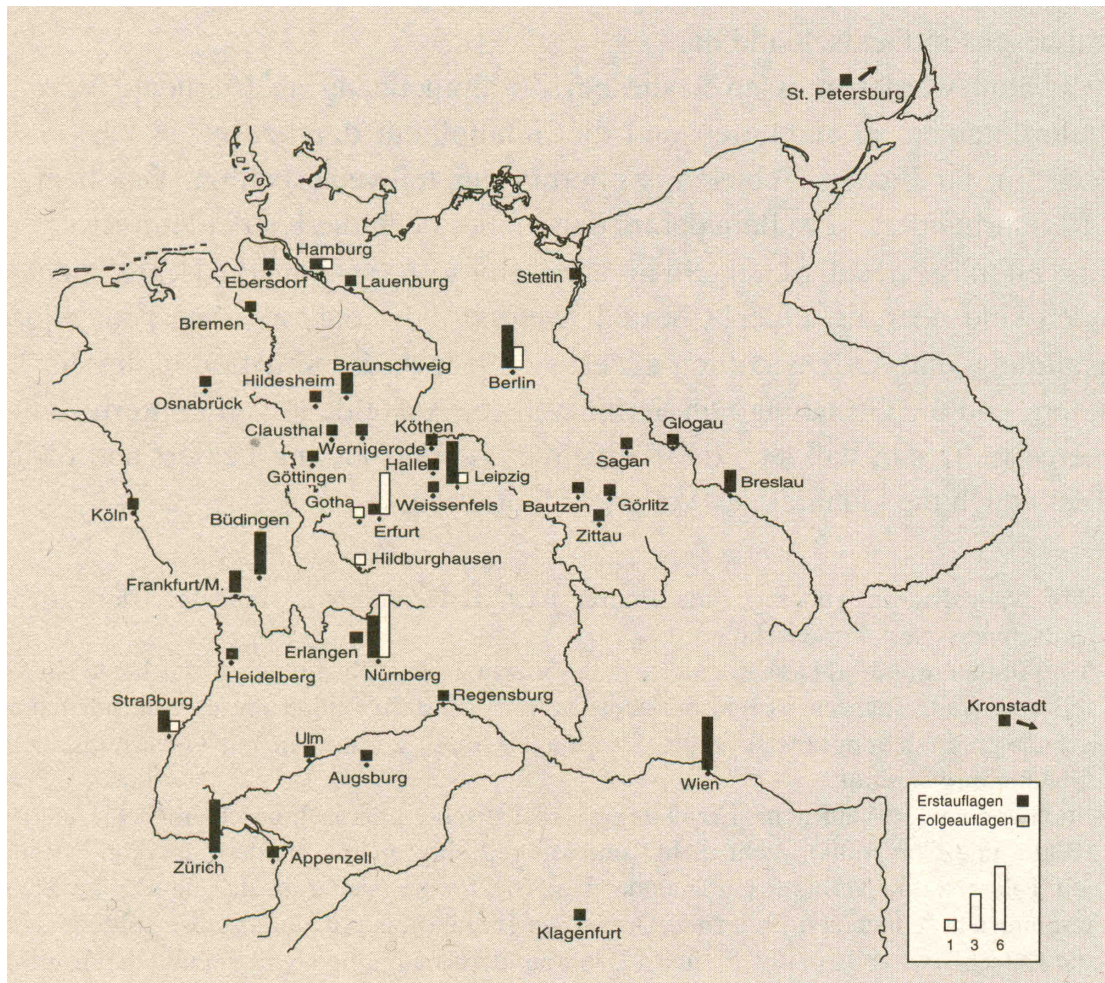 St. Petersburg
Hamburg
Ebersdorf
Lauenburg
Stettin
Bremen
Berlin
Braunschweig
Hildesheim
Osnabrück
Clausthal
Köthen
Wernigerode
Glogau
Sagan
Halle
Leipzig
Göttingen
Breslau
Gotha
Weissenfels
Bautzen
Görlitz
Köln
Büdingen
Erfurt
Zittau
Hildburghausen
Frankfurt/M.
Erlangen
Heidelberg
Nürnberg
Straßburg
Regensburg
Kronstadt
Ulm
Augsburg
Wien
Erstauflagen
Folgeauflagen
Zürich
Appenzell
Klagenfurt
1 3 6